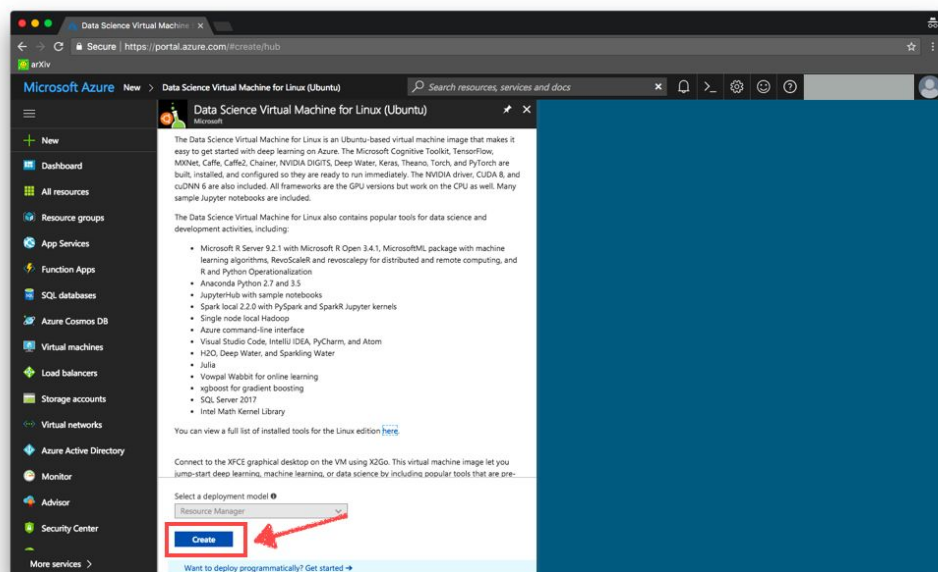 Data Science Virtual Machine
Secure | https://portal.azure.com/#create/hub
arXiv
Microsoft Azure New > Data Science Virtual Machine for Linux (Ubuntu)
Search resources, services and docs
Data Science Virtual Machine for Linux (Ubuntu)
Microsoft
New
Dashboard
All resources
Resource groups
App Services
Function Apps
SQL databases
Azure Cosmos DB
Virtual machines
Load balancers
Storage accounts
Virtual networks
Azure Active Directory
Monitor
Advisor
Security Center
More services >
The Data Science Virtual Machine for Linux is an Ubuntu-based virtual machine image that makes it
easy to get started with deep learning on Azure. The Microsoft Cognitive Toolkit, TensorFlow,
MXNet, Caffe, Caffe2, Chainer, NVIDIA DIGITS, Deep Water, Keras, Theano, Torch, and PyTorch are
built, installed, and configured so they are ready to run immediately. The NVIDIA driver, CUDA 8, and
cuDNN 6 are also included. All frameworks are the GPU versions but work on the CPU as well. Many
sample Jupyter notebooks are included.
The Data Science Virtual Machine for Linux also contains popular tools for data science and
development activities, including:
• Microsoft R Server 9.2.1 with Microsoft R Open 3.4.1, MicrosoftML package with machine
learning algorithms, RevoScaleR and revoscalepy for distributed and remote computing, and
R and Python Operationalization
• Anaconda Python 2.7 and 3.5
• JupyterHub with sample notebooks
• Spark local 2.2.0 with PySpark and SparkR Jupyter kernels
• Single node local Hadoop
• Azure command-line interface
• Visual Studio Code, IntelliJ IDEA, PyCharm, and Atom
• H2O, Deep Water, and Sparkling Water
• Julia
• Vowpal Wabbit for online learning
• xgboost for gradient boosting
• SQL Server 2017
• Intel Math Kernel Library
You can view a full list of installed tools for the Linux edition here.
Connect to the XFCE graphical desktop on the VM using X2Go. This virtual machine image let you
jump-start deep learning, machine learning, or data science by including popular tools that are pre-
Select a deployment model
Resource Manager
Create
Want to deploy programmatically? Get started →